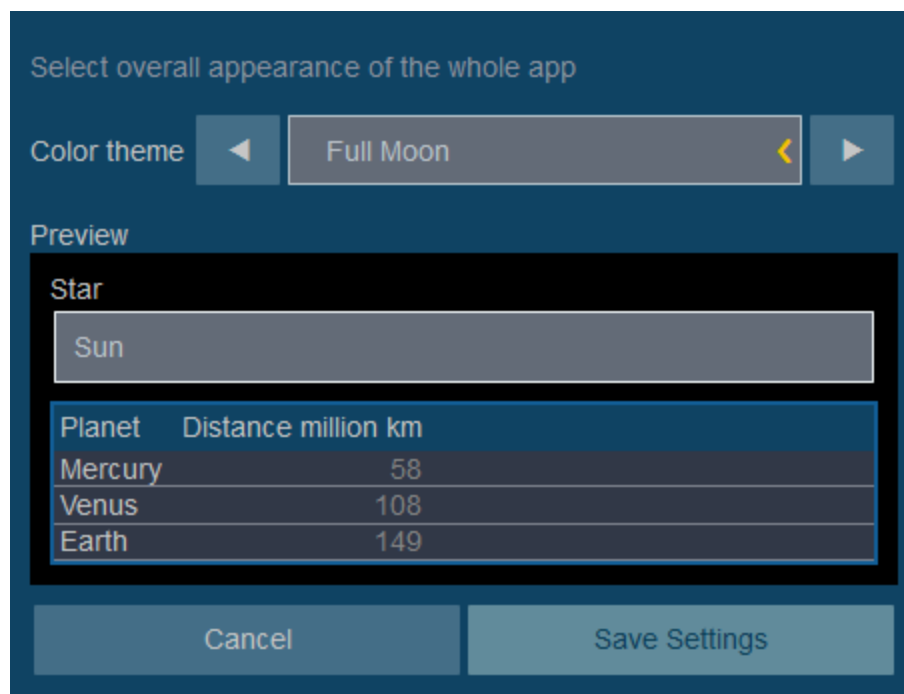 Select overall appearance of the whole app
Color theme Full Moon
Preview
Star
Sun
Planet Distance million km
Mercury 58
Venus 108
Earth 149
Cancel Save Settings